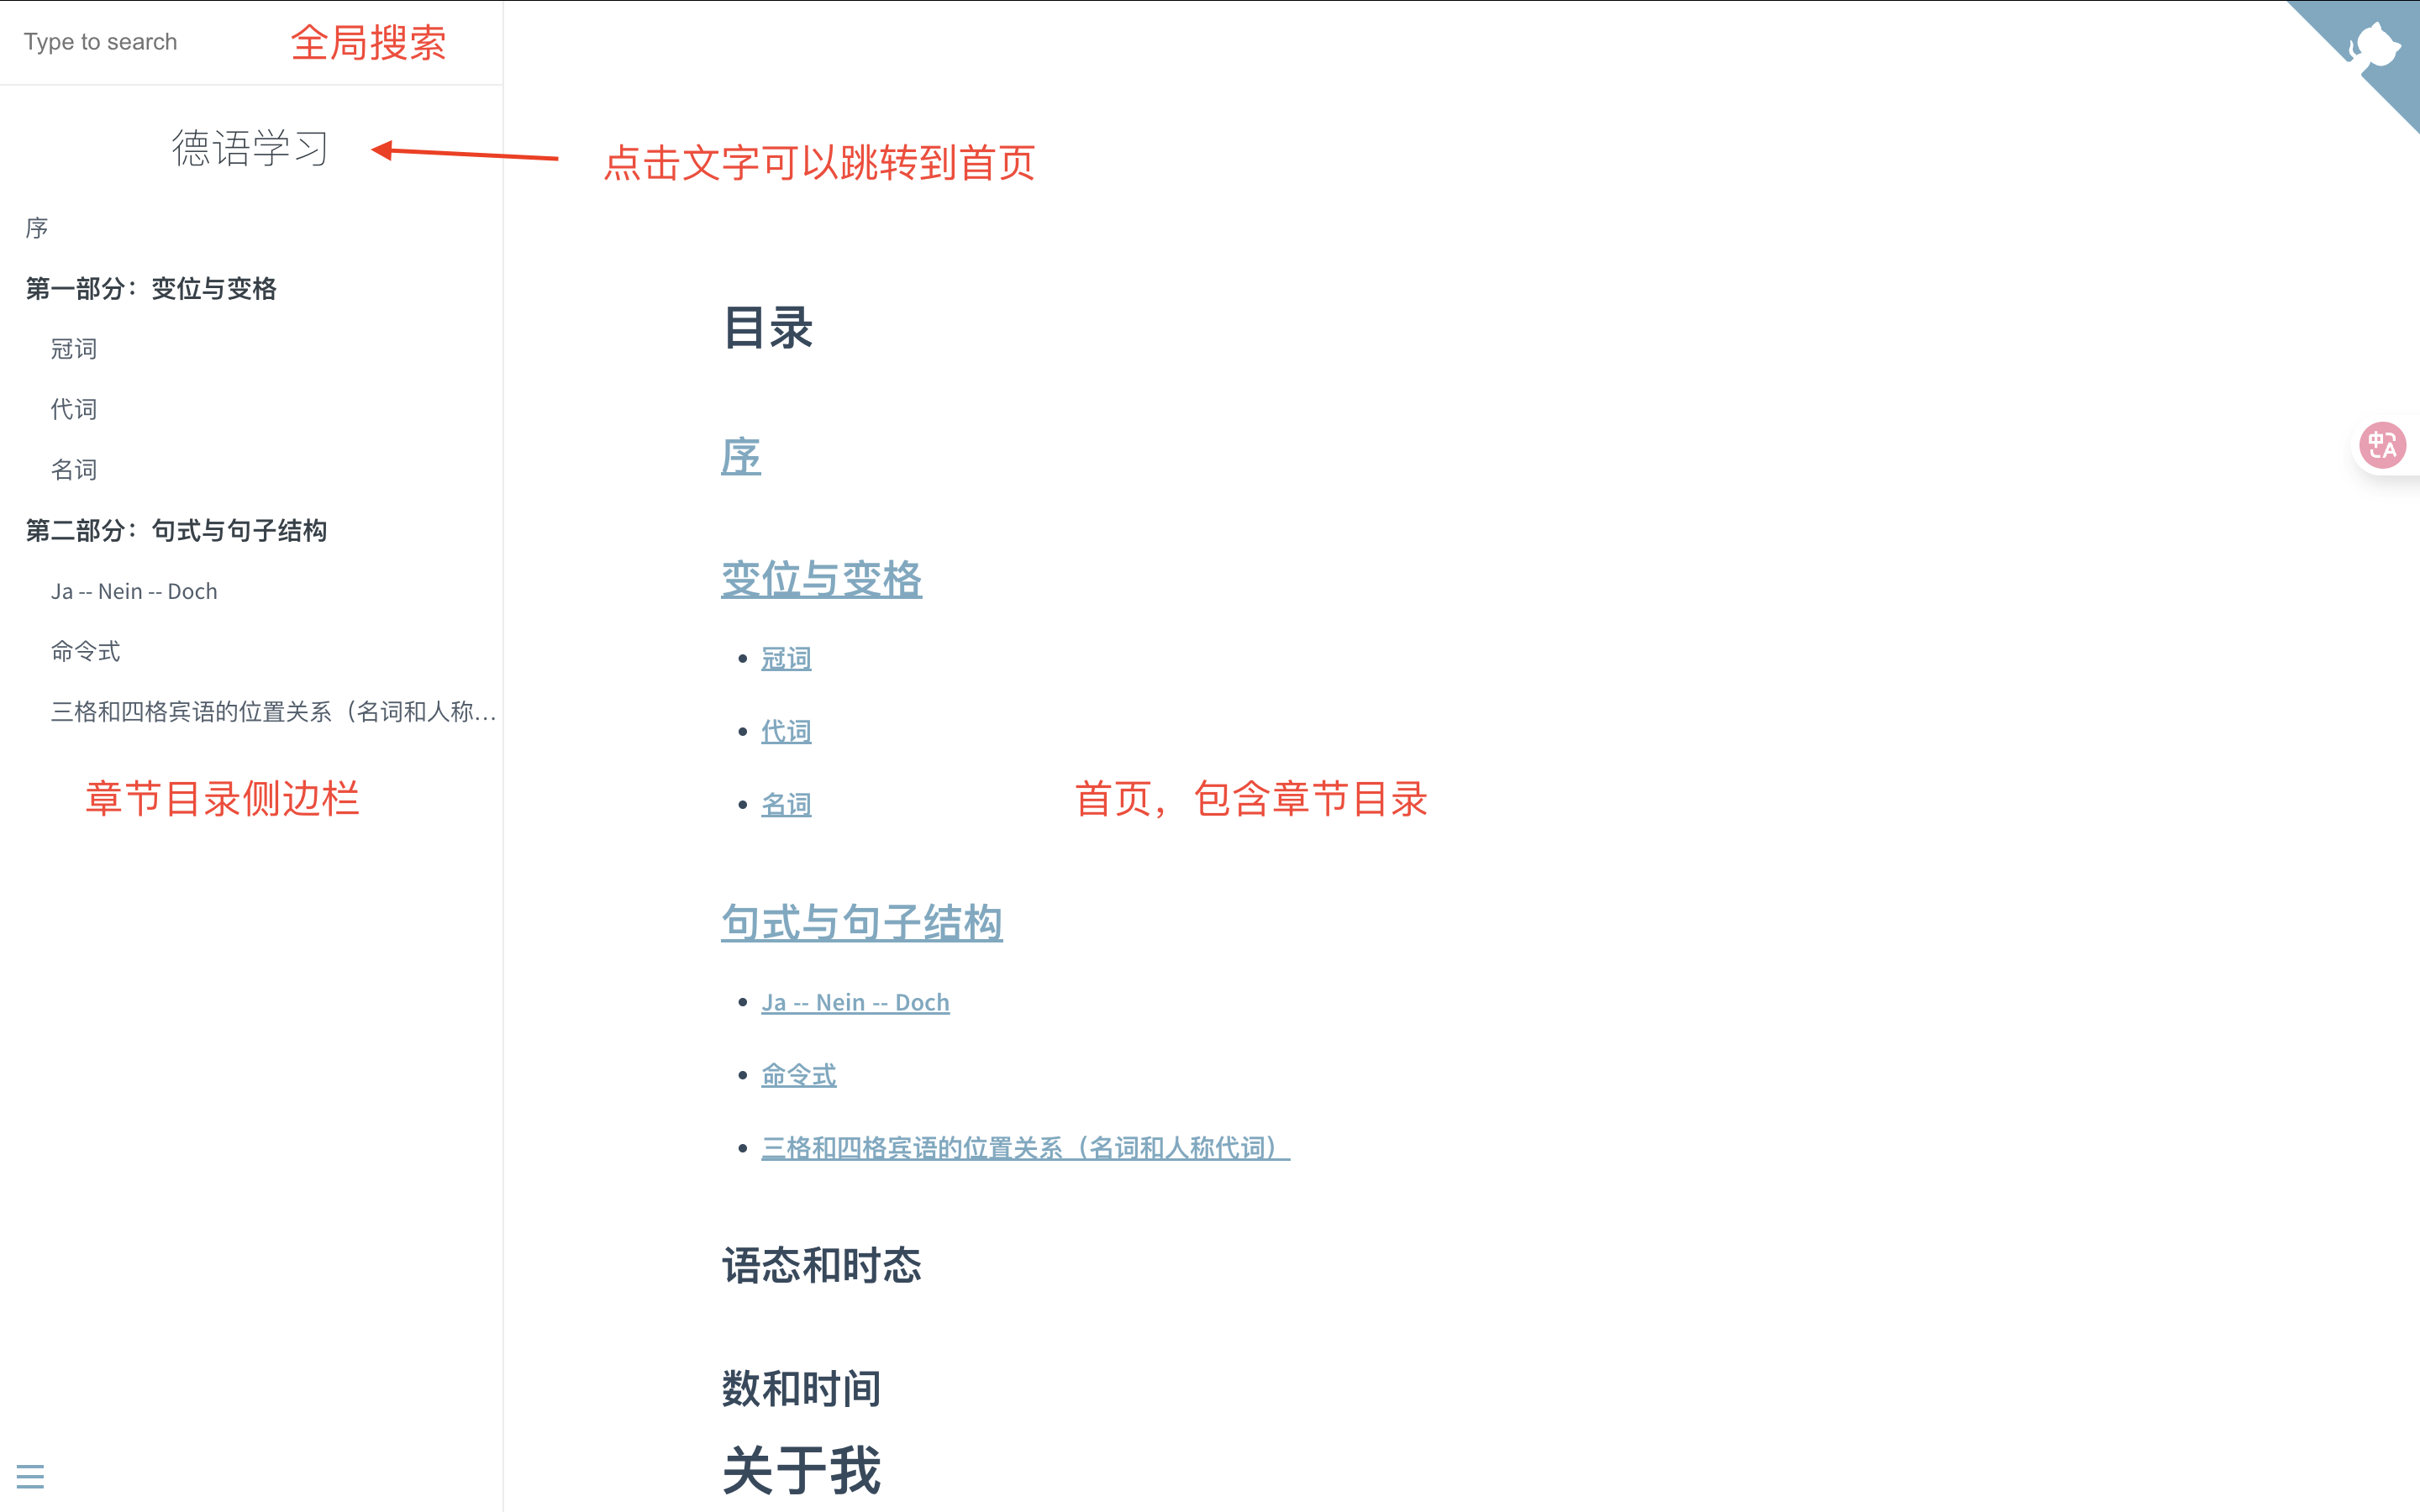 Type to search
全局搜索
德语学习
点击文字可以跳转到首页
序
第一部分：变位与变格
冠词
代词
名词
第二部分：句式与句子结构
Ja -- Nein -- Doch
命令式
三格和四格宾语的位置关系（名词和人称…
章节目录侧边栏
目录
序
变位与变格
冠词
代词
名词
首页，包含章节目录
句式与句子结构
Ja -- Nein -- Doch
命令式
三格和四格宾语的位置关系（名词和人称代词）
语态和时态
数和时间
关于我
中A